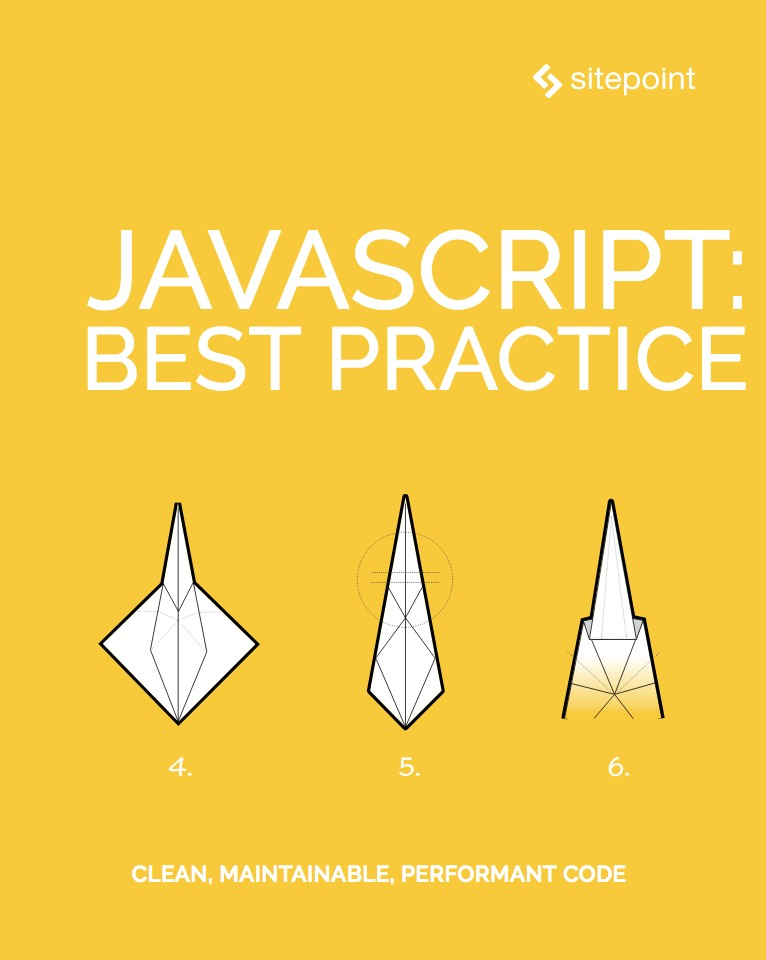 sitepoint
JAVASCRIPT:
BEST PRACTICE
4. 5. 6.
CLEAN, MAINTAINABLE, PERFORMANT CODE